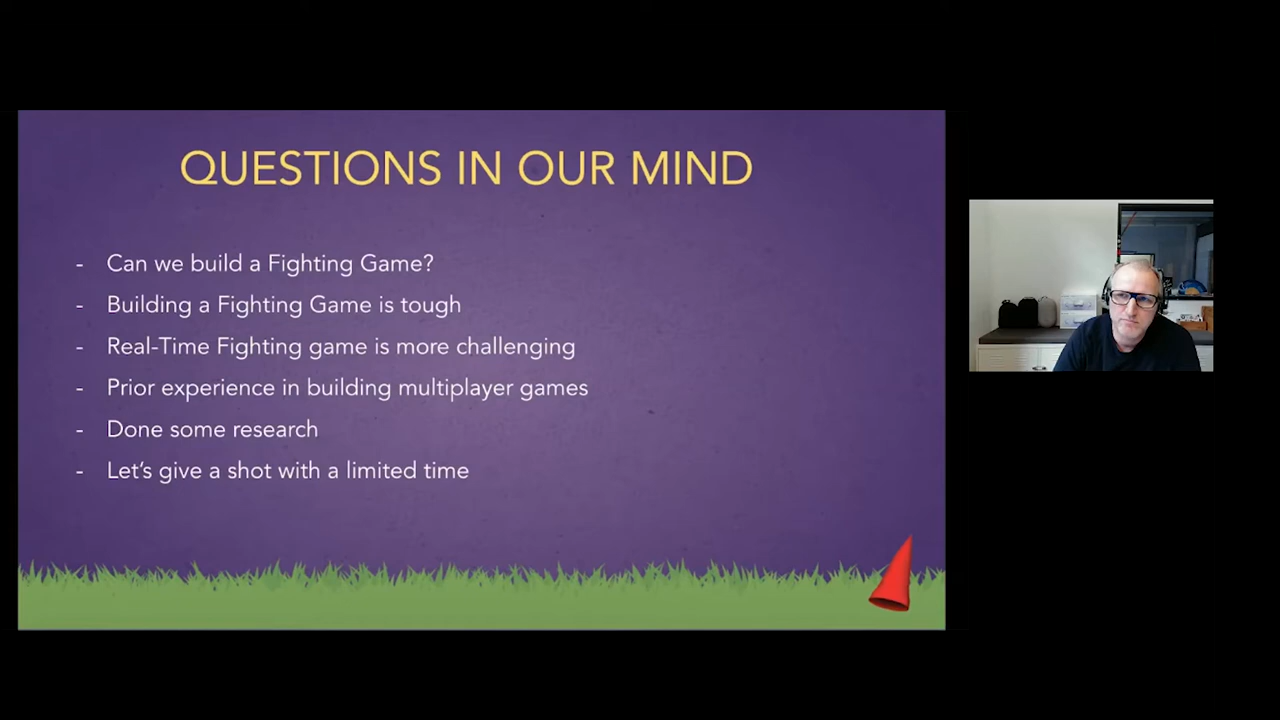 QUESTIONS IN OUR MIND
- Can we build a Fighting Game?
- Building a Fighting Game is tough
- Real-Time Fighting game is more challenging
- Prior experience in building multiplayer games
- Done some research
- Let's give a shot with a limited time